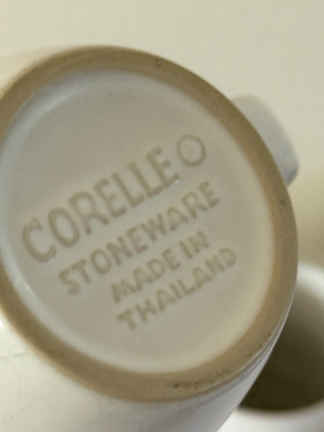 CORELLE
STONEWARE
MADE IN
THAILAND